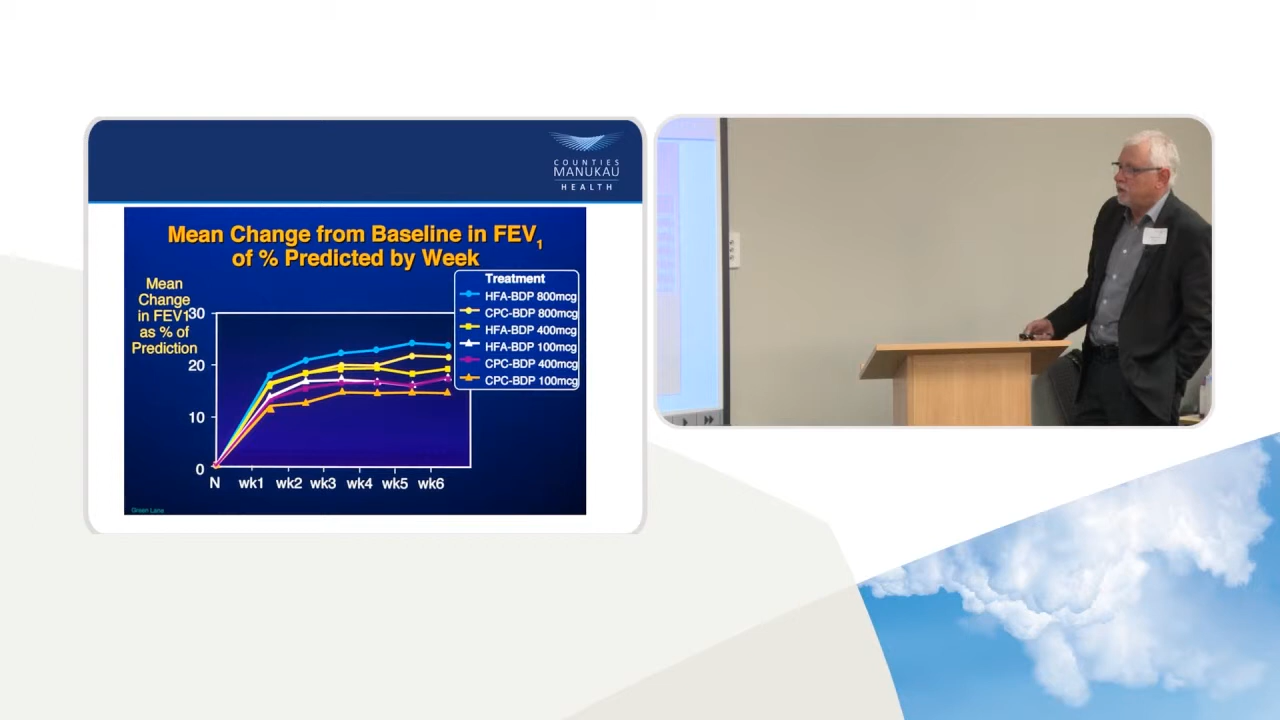 COUNTIES
MANUKAU
HEALTH
Mean Change from Baseline in FEV1
of % Predicted by Week
Mean
Change
in FEV1
as % of
Prediction
30
20
10
0
N wk1 wk2 wk3 wk4 wk5 wk6
Treatment
HFA-BDP 800mcg
CPC-BDP 800mcg
HFA-BDP 400mcg
HFA-BDP 100mcg
CPC-BDP 400mcg
CPC-BDP 100mcg
Green Lane